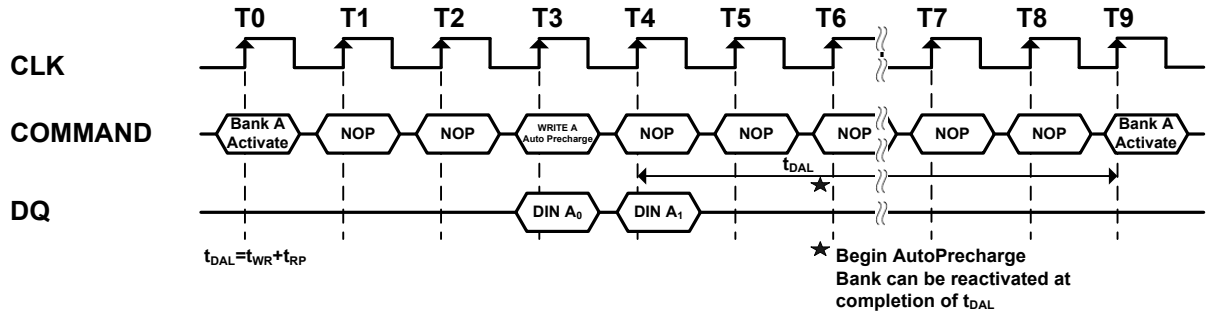 T0 T1 T2 T3 T4 T5 T6 T7 T8 T9
CLK
COMMAND
Bank A
Activate
NOP
NOP
WRITE A
Auto Precharge
NOP
NOP
NOP
NOP
NOP
Bank A
Activate
tDAL
DQ
DIN A0
DIN A1
tDAL=tWR+tRP
★ Begin AutoPrecharge
Bank can be reactivated at
completion of tDAL